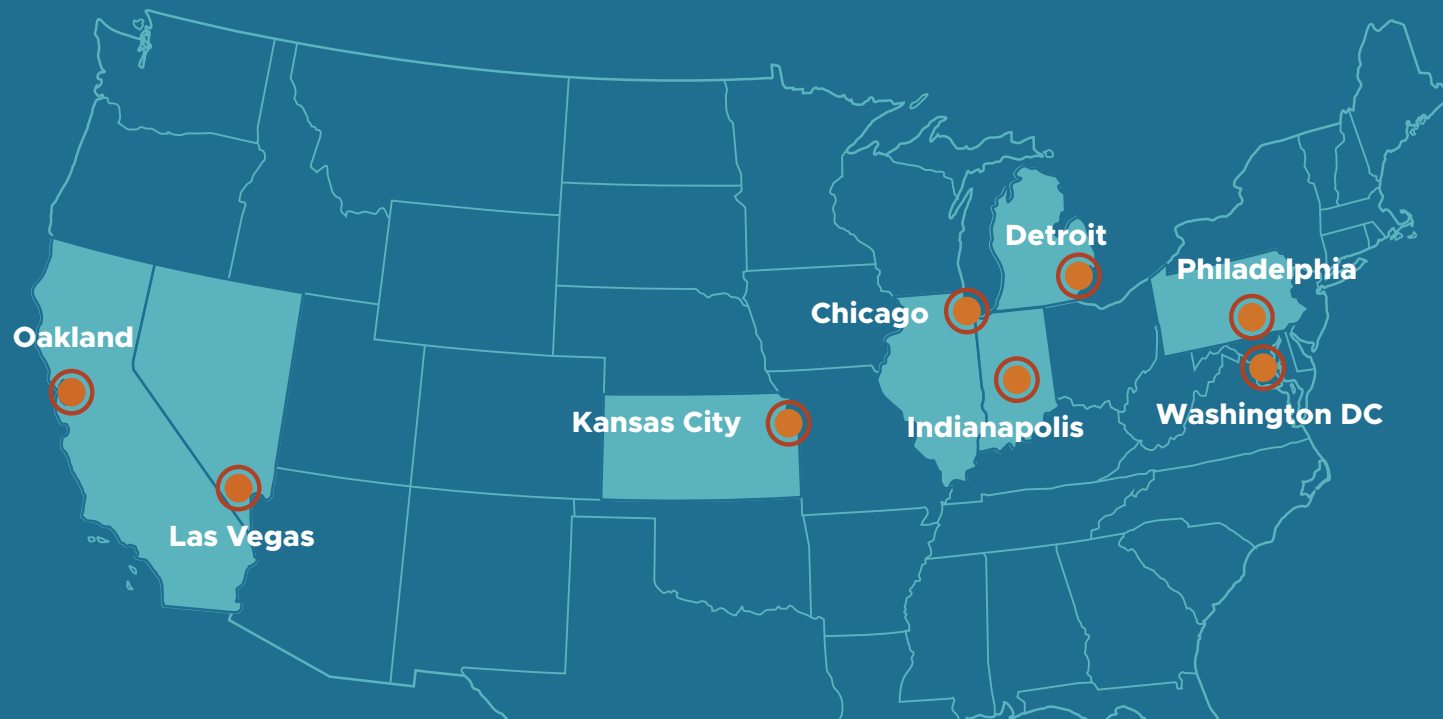 Detroit
Philadelphia
Chicago
Oakland
Washington DC
Kansas City
Indianapolis
Las Vegas